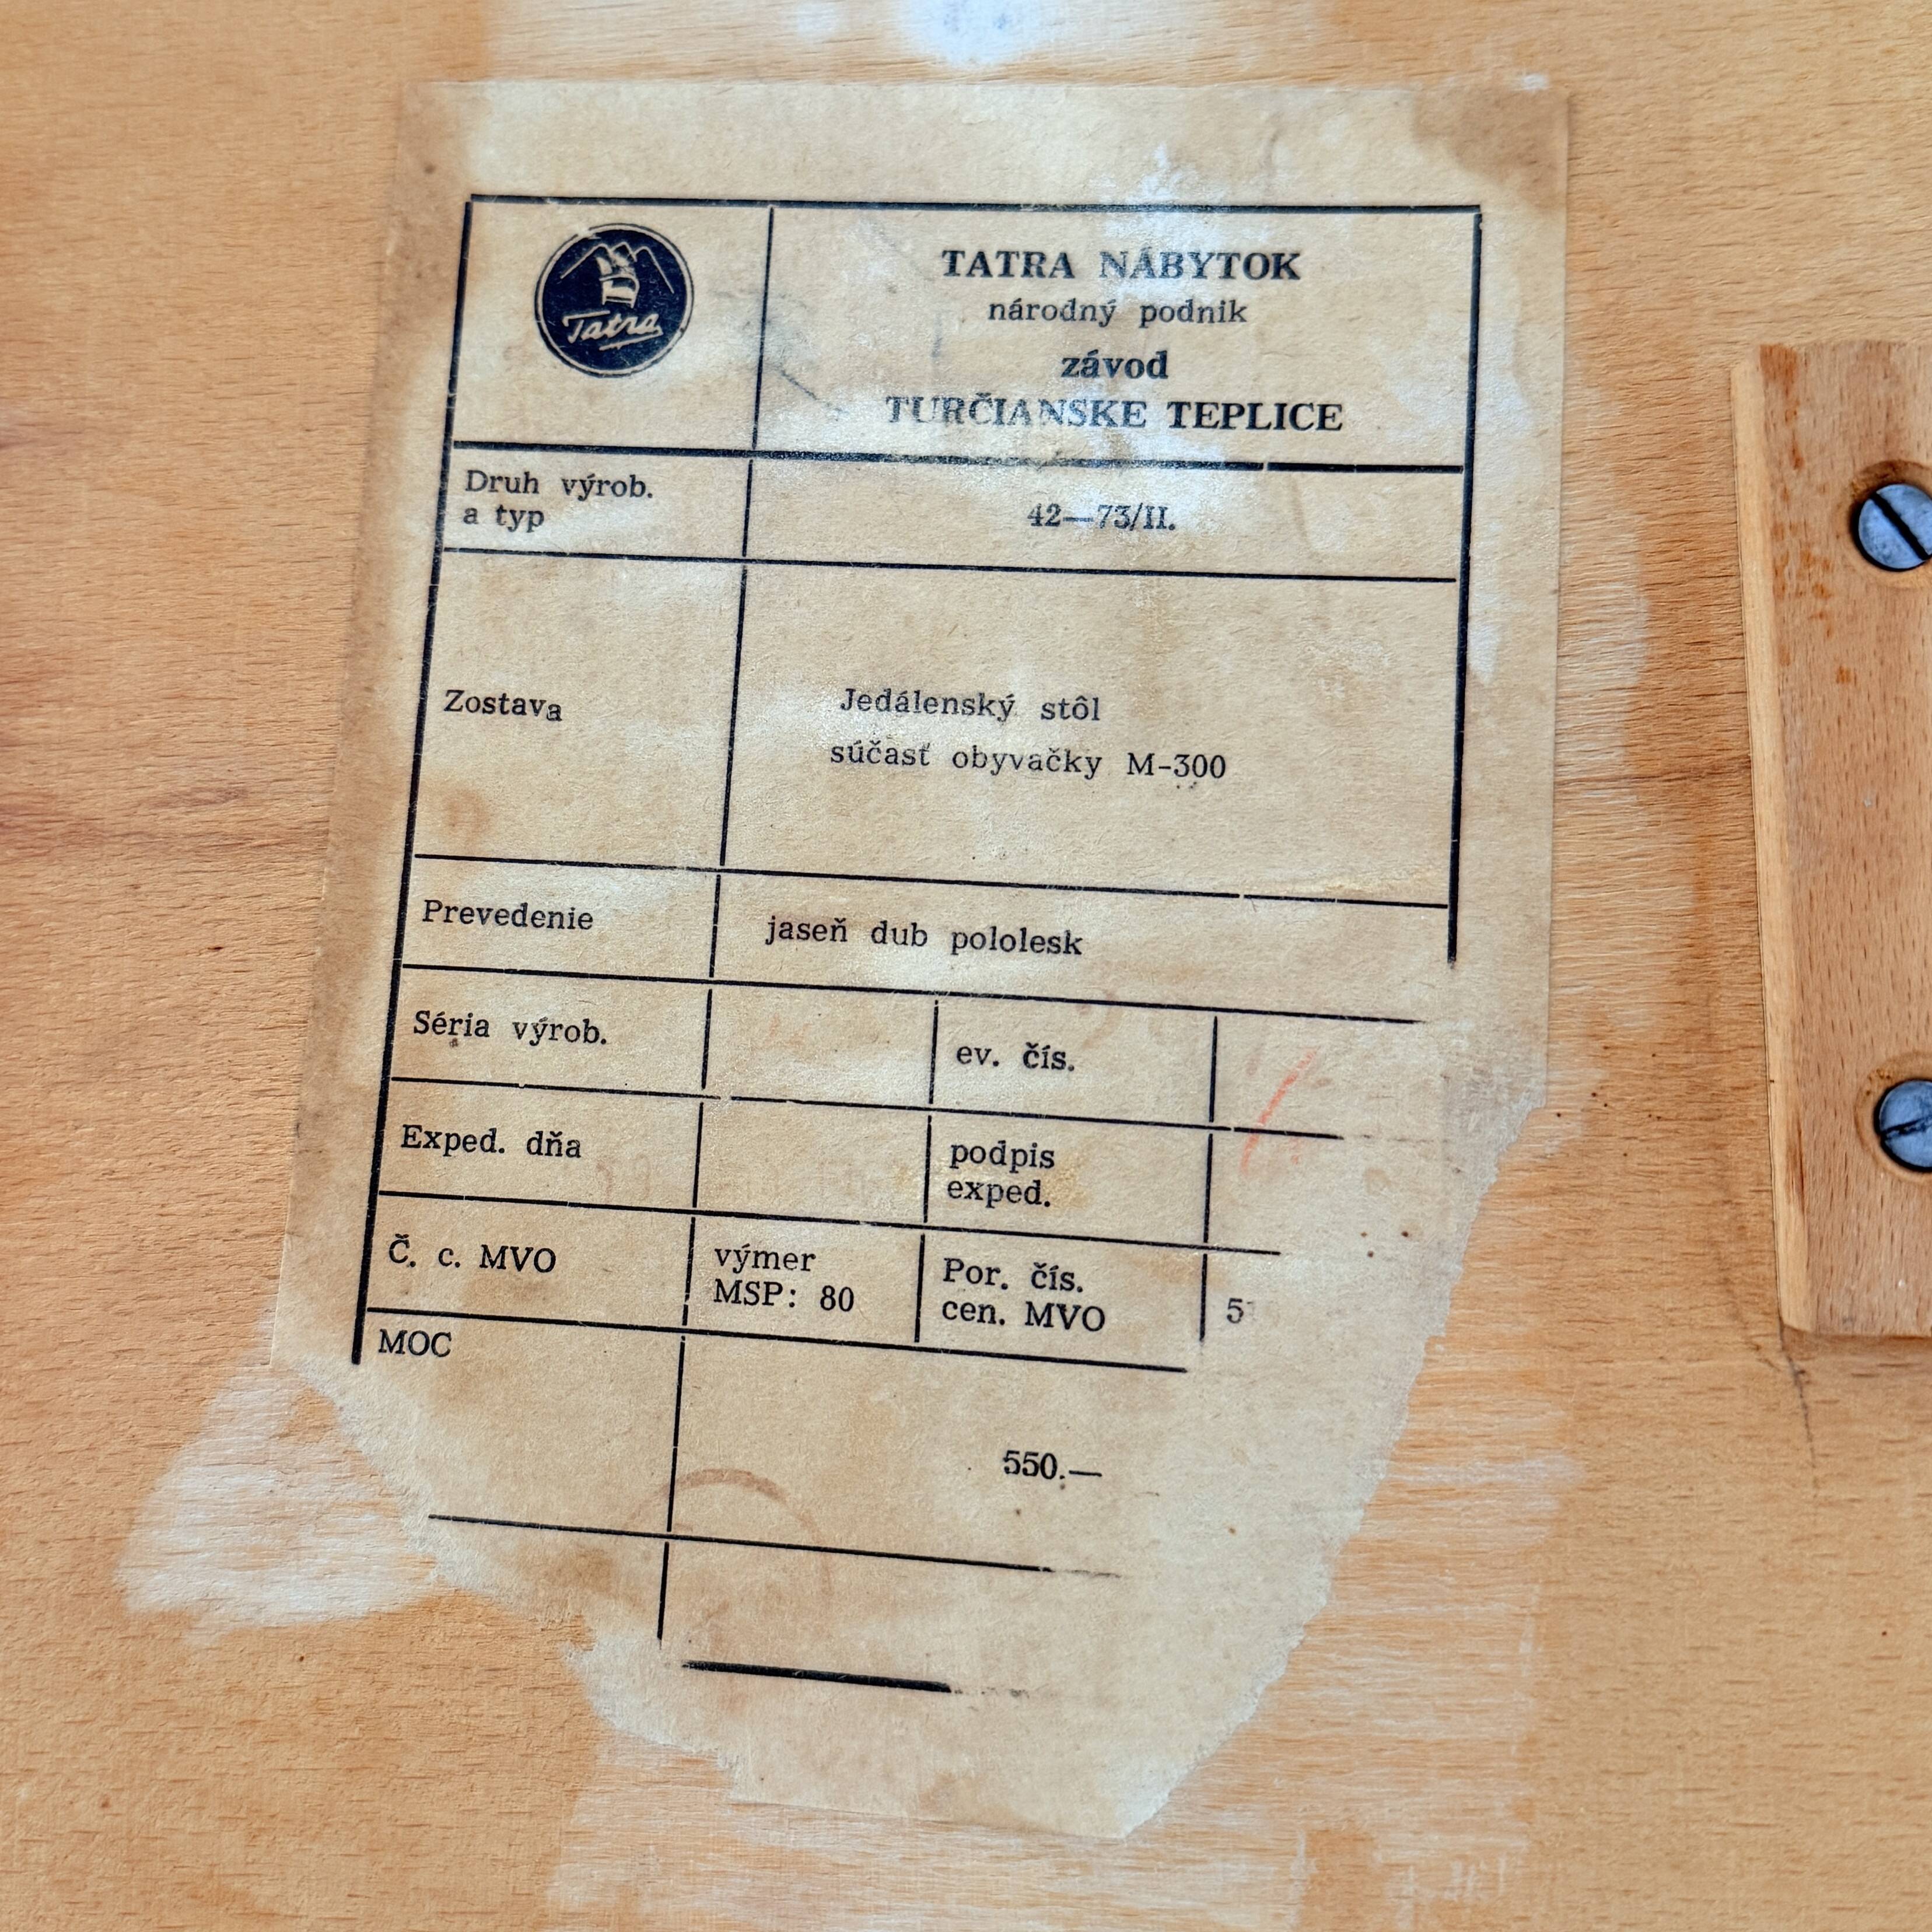 Tatra
TATRA NÁBYTOK
národný podnik
závod
TURČIANSKE TEPLICE
Druh výrob.
a typ
42—73/II.
Zostava
Jedálenský stôl
súčasť obyvačky M-300
Prevedenie
jaseň dub pololesk
Séria výrob.
ev. čís.
Exped. dňa
podpis
exped.
Č. c. MVO
výmer
MSP: 80
Por. čís.
cen. MVO
MOC
550.—